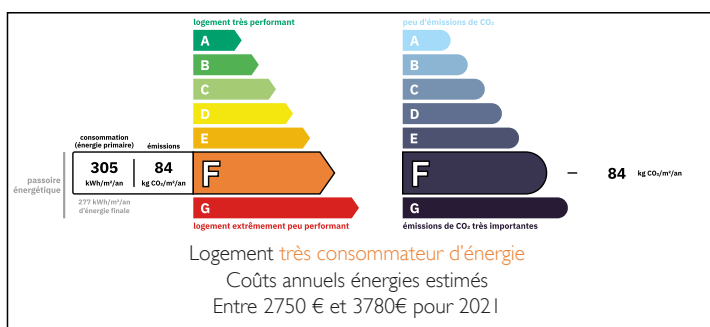 logement très performant
A
B
C
D
E
consommation
(énergie primaire)
émissions
passoire
énergétique
305
kWh/m²/an
84
kg CO₂/m²/an
F
277 kWh/m²/an
d'énergie finale
G
logement extrêmement peu performant
peu d'émissions de CO₂
A
B
C
D
E
F
84 kg CO₂/m²/an
G
émissions de CO₂ très importantes
Logement très consommateur d'énergie
Coûts annuels énergies estimés
Entre 2750 € et 3780€ pour 2021